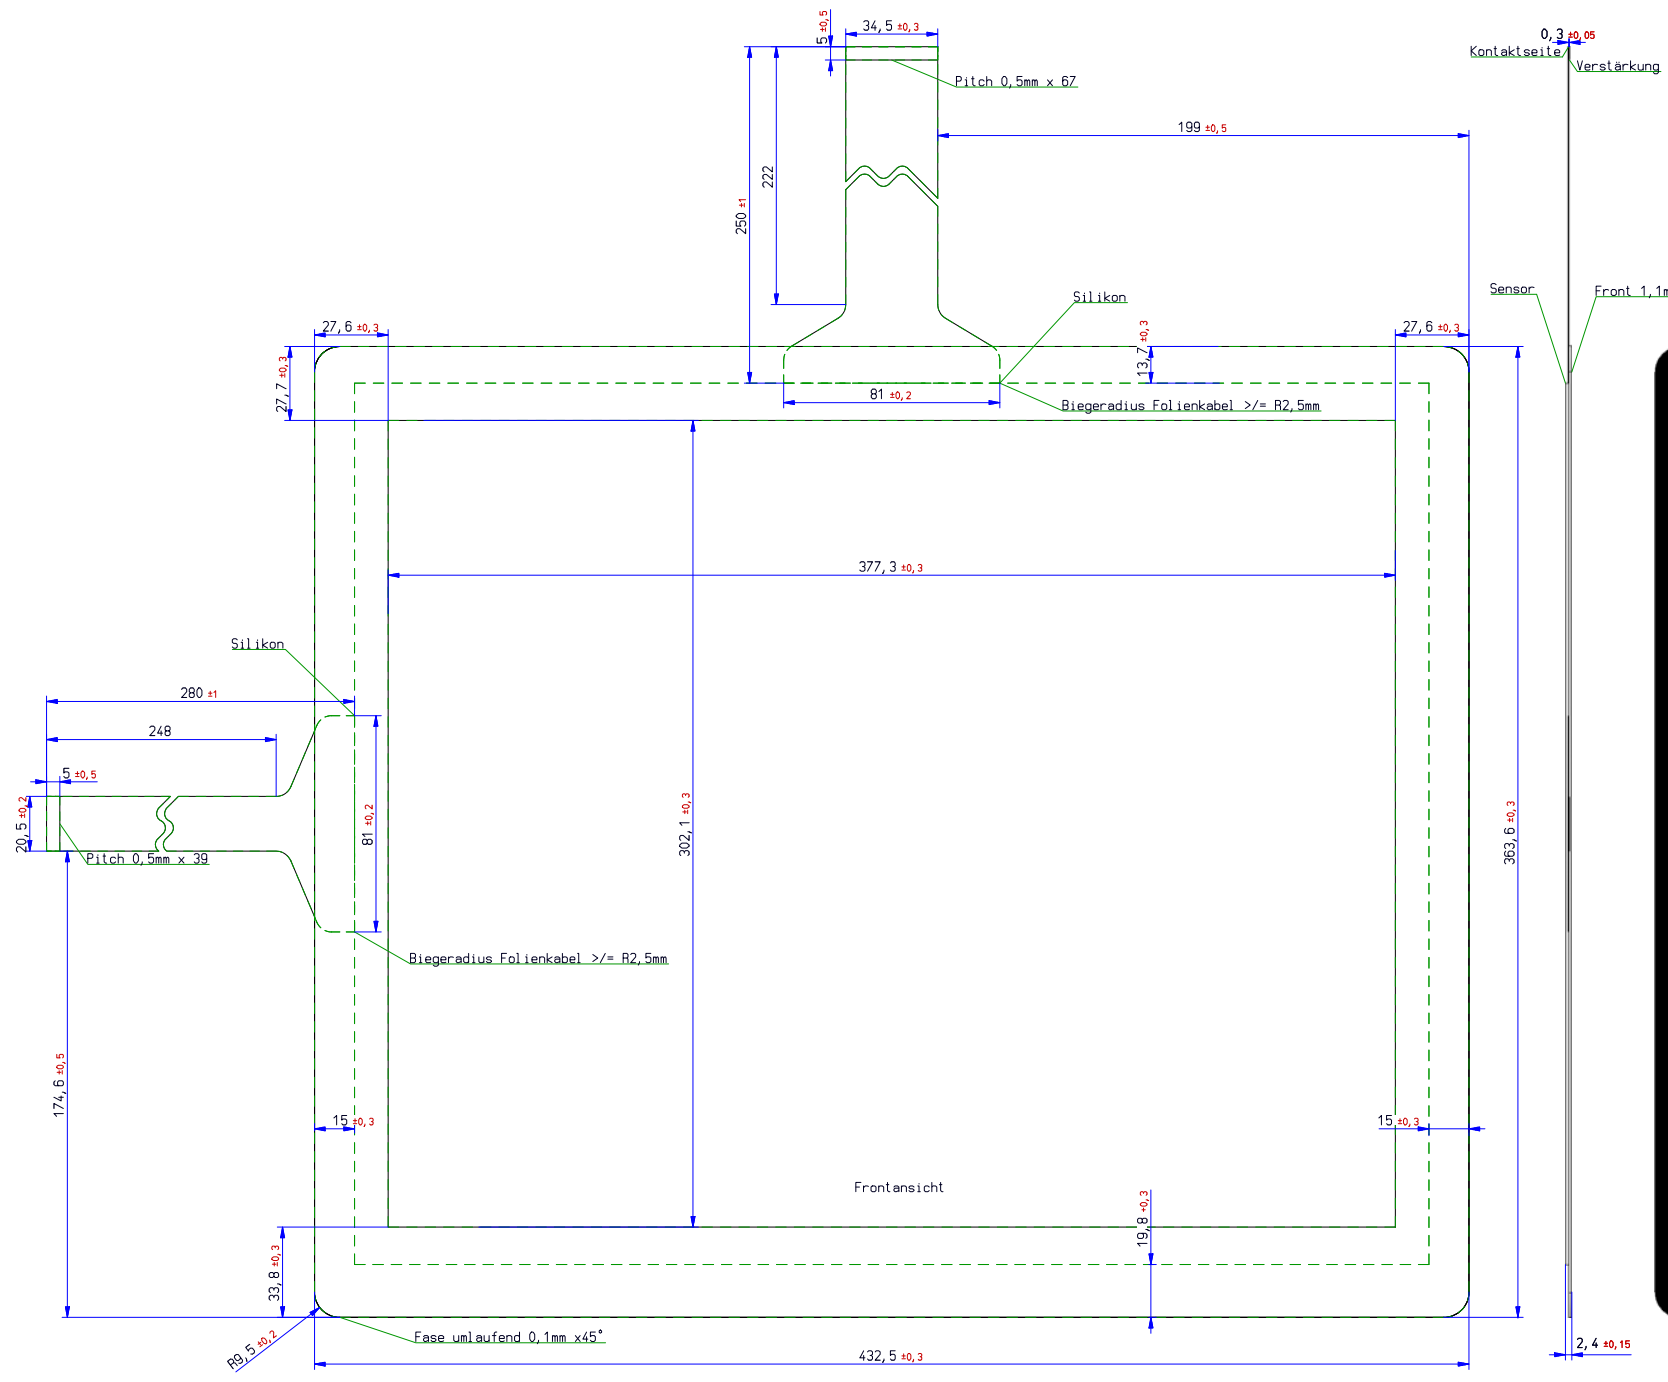 5 ±0,5
34,5 ±0,3
0,3 ±0,05
Kontaktseite
Verstärkung
Pitch 0,5mm x 67
199 ±0,5
222
250 ±1
Silikon
Sensor
Front 1,1m
27,6 ±0,3
13,7 ±0,3
27,6 ±0,3
27,7 ±0,3
81 ±0,2
Biegeradius Folienkabel >/= R2,5mm
377,3 ±0,3
Silikon
280 ±1
248
5 ±0,5
20,5 ±0,2
81 ±0,2
302,1 ±0,3
363,6 ±0,3
Pitch 0,5mm x 39
Biegeradius Folienkabel >/= R2,5mm
174,6 ±0,5
15 ±0,3
15 ±0,3
Frontansicht
19,8 ±0,3
33,8 ±0,3
R9,5 ±0,2
Fase umlaufend 0,1mm x45°
2,4 ±0,15
432,5 ±0,3